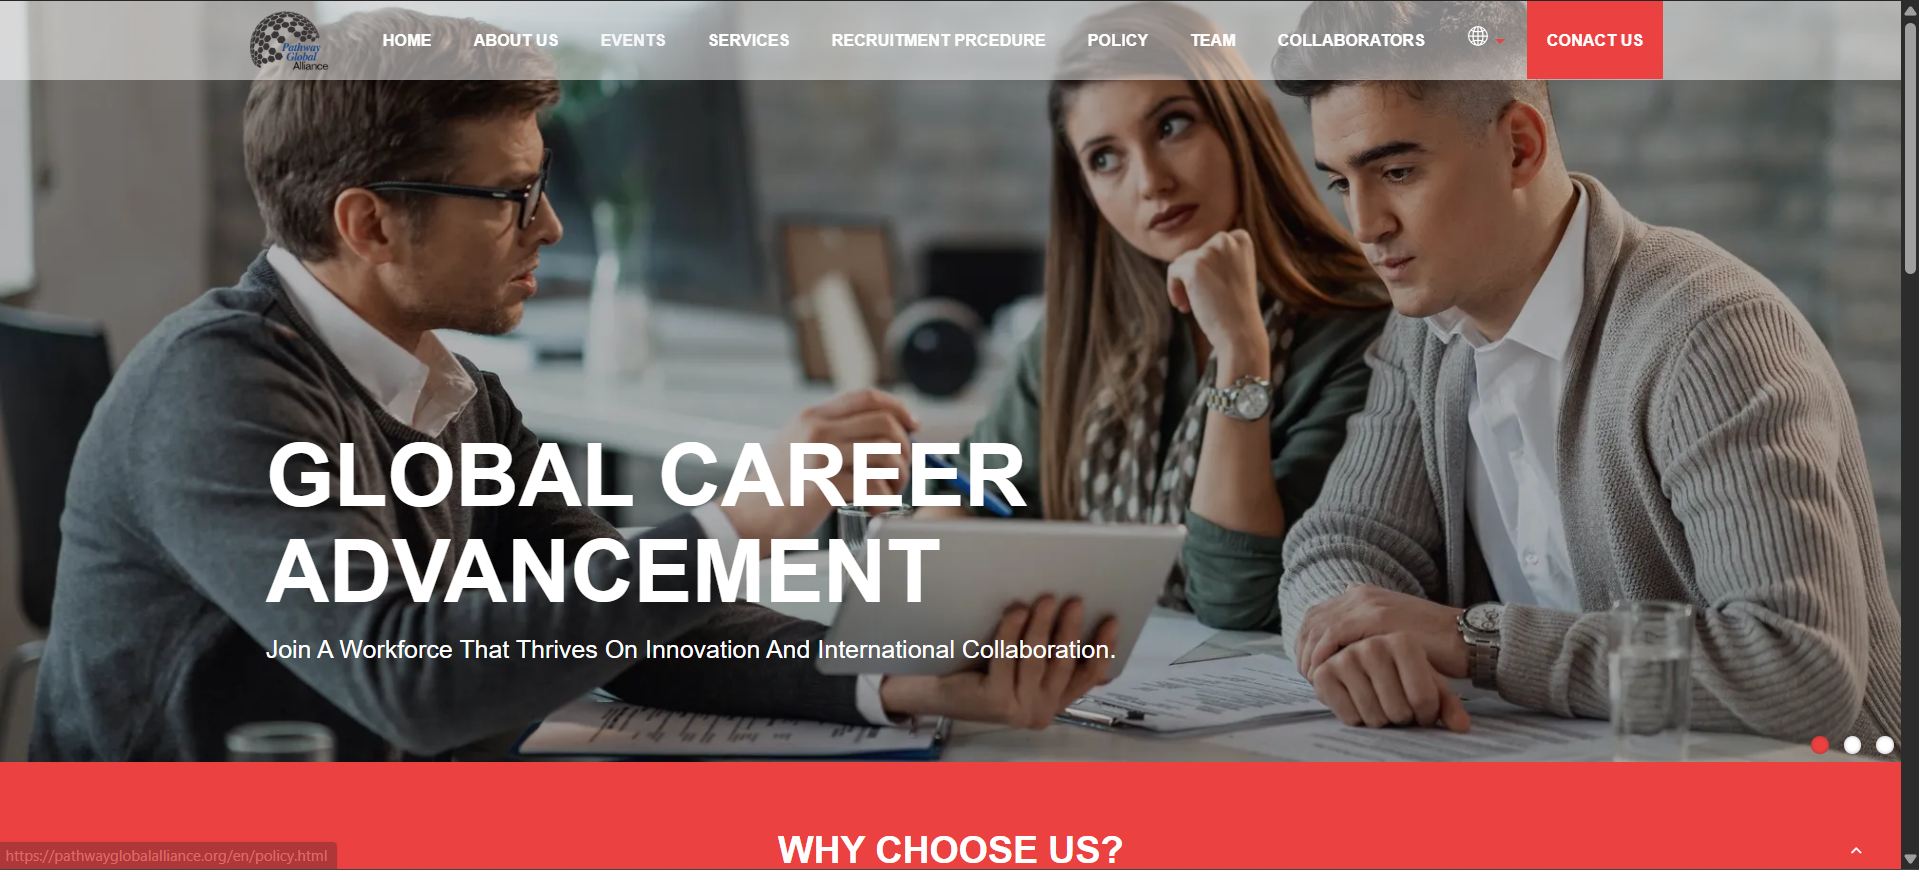 Pathway
Global
Alliance
HOME ABOUT US EVENTS SERVICES RECRUITMENT PRCEDURE POLICY TEAM COLLABORATORS CONACT US
GLOBAL CAREER
ADVANCEMENT
Join A Workforce That Thrives On Innovation And International Collaboration.
WHY CHOOSE US?
https://pathwayglobalalliance.org/en/policy.html